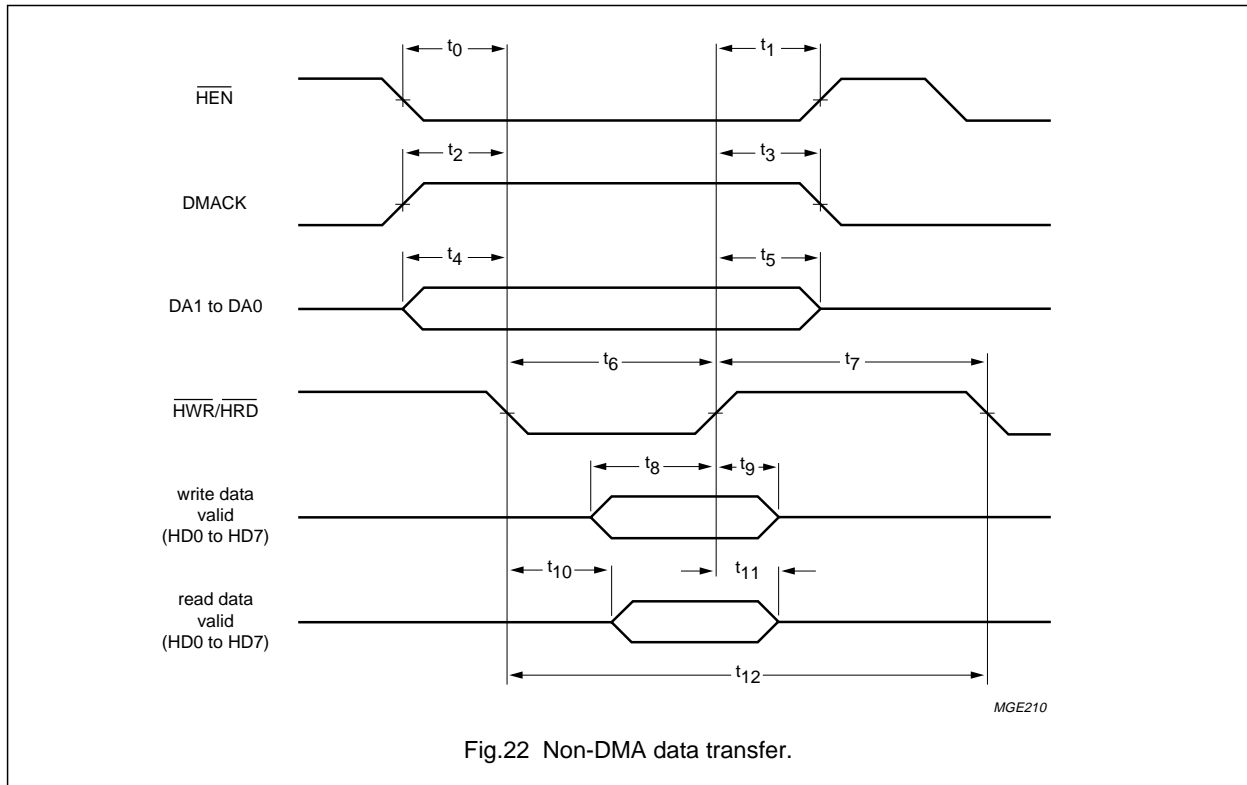 t0
t1
HEN
t2
t3
DMACK
t4
t5
DA1 to DA0
t6
t7
HWR/HRD
t8
t9
write data
valid
(HD0 to HD7)
t10
t11
read data
valid
(HD0 to HD7)
t12
MGE210
Fig.22 Non-DMA data transfer.